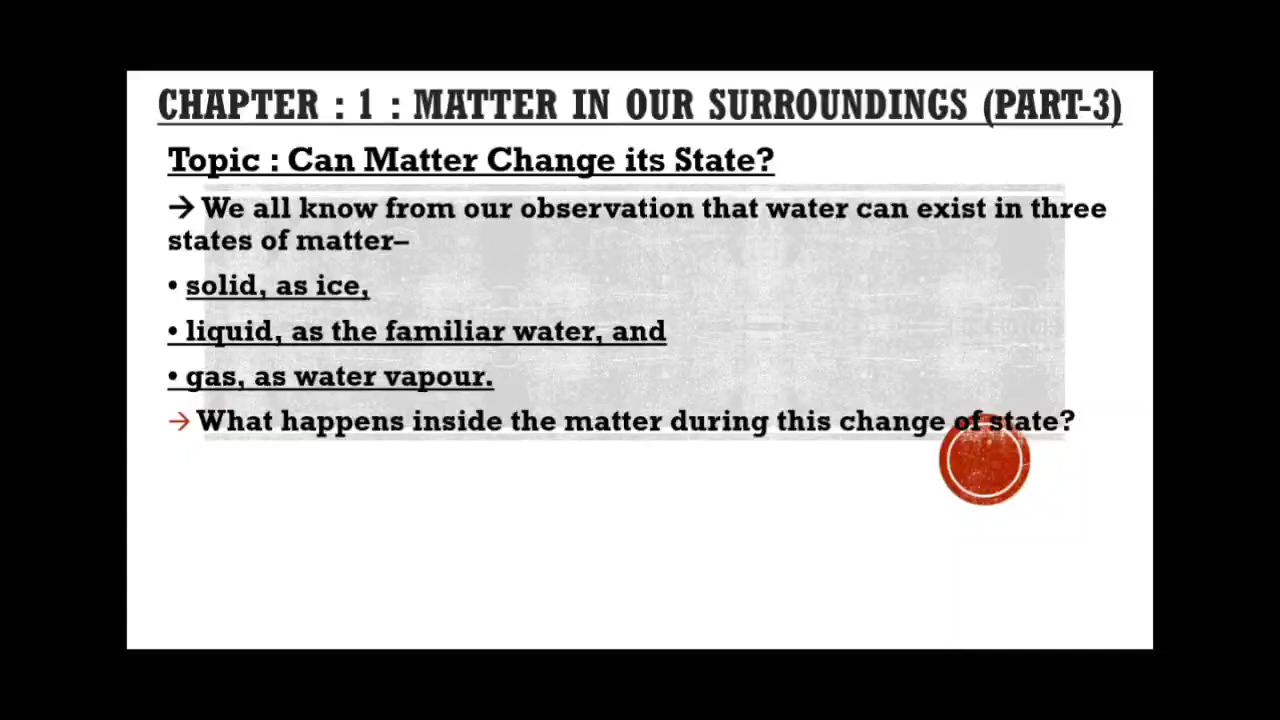 CHAPTER : 1 : MATTER IN OUR SURROUNDINGS (PART-3)
Topic : Can Matter Change its State?
→ We all know from our observation that water can exist in three
states of matter–
• solid, as ice,
• liquid, as the familiar water, and
• gas, as water vapour.
→ What happens inside the matter during this change of state?